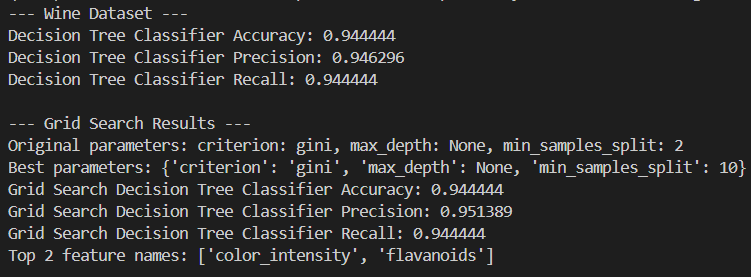 --- Wine Dataset ---
Decision Tree Classifier Accuracy: 0.944444
Decision Tree Classifier Precision: 0.946296
Decision Tree Classifier Recall: 0.944444
--- Grid Search Results ---
Original parameters: criterion: gini, max_depth: None, min_samples_split: 2
Best parameters: {'criterion': 'gini', 'max_depth': None, 'min_samples_split': 10}
Grid Search Decision Tree Classifier Accuracy: 0.944444
Grid Search Decision Tree Classifier Precision: 0.951389
Grid Search Decision Tree Classifier Recall: 0.944444
Top 2 feature names: ['color_intensity', 'flavanoids']